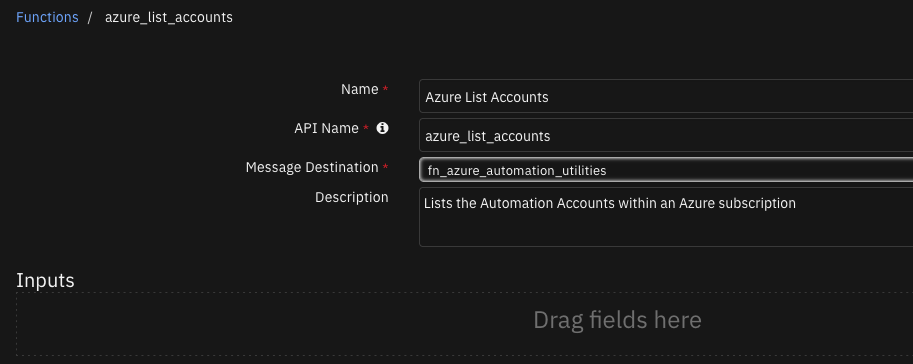 Functions / azure_list_accounts
Name *
Azure List Accounts
API Name *
azure_list_accounts
Message Destination *
fn_azure_automation_utilities
Description
Lists the Automation Accounts within an Azure subscription
Inputs
Drag fields here